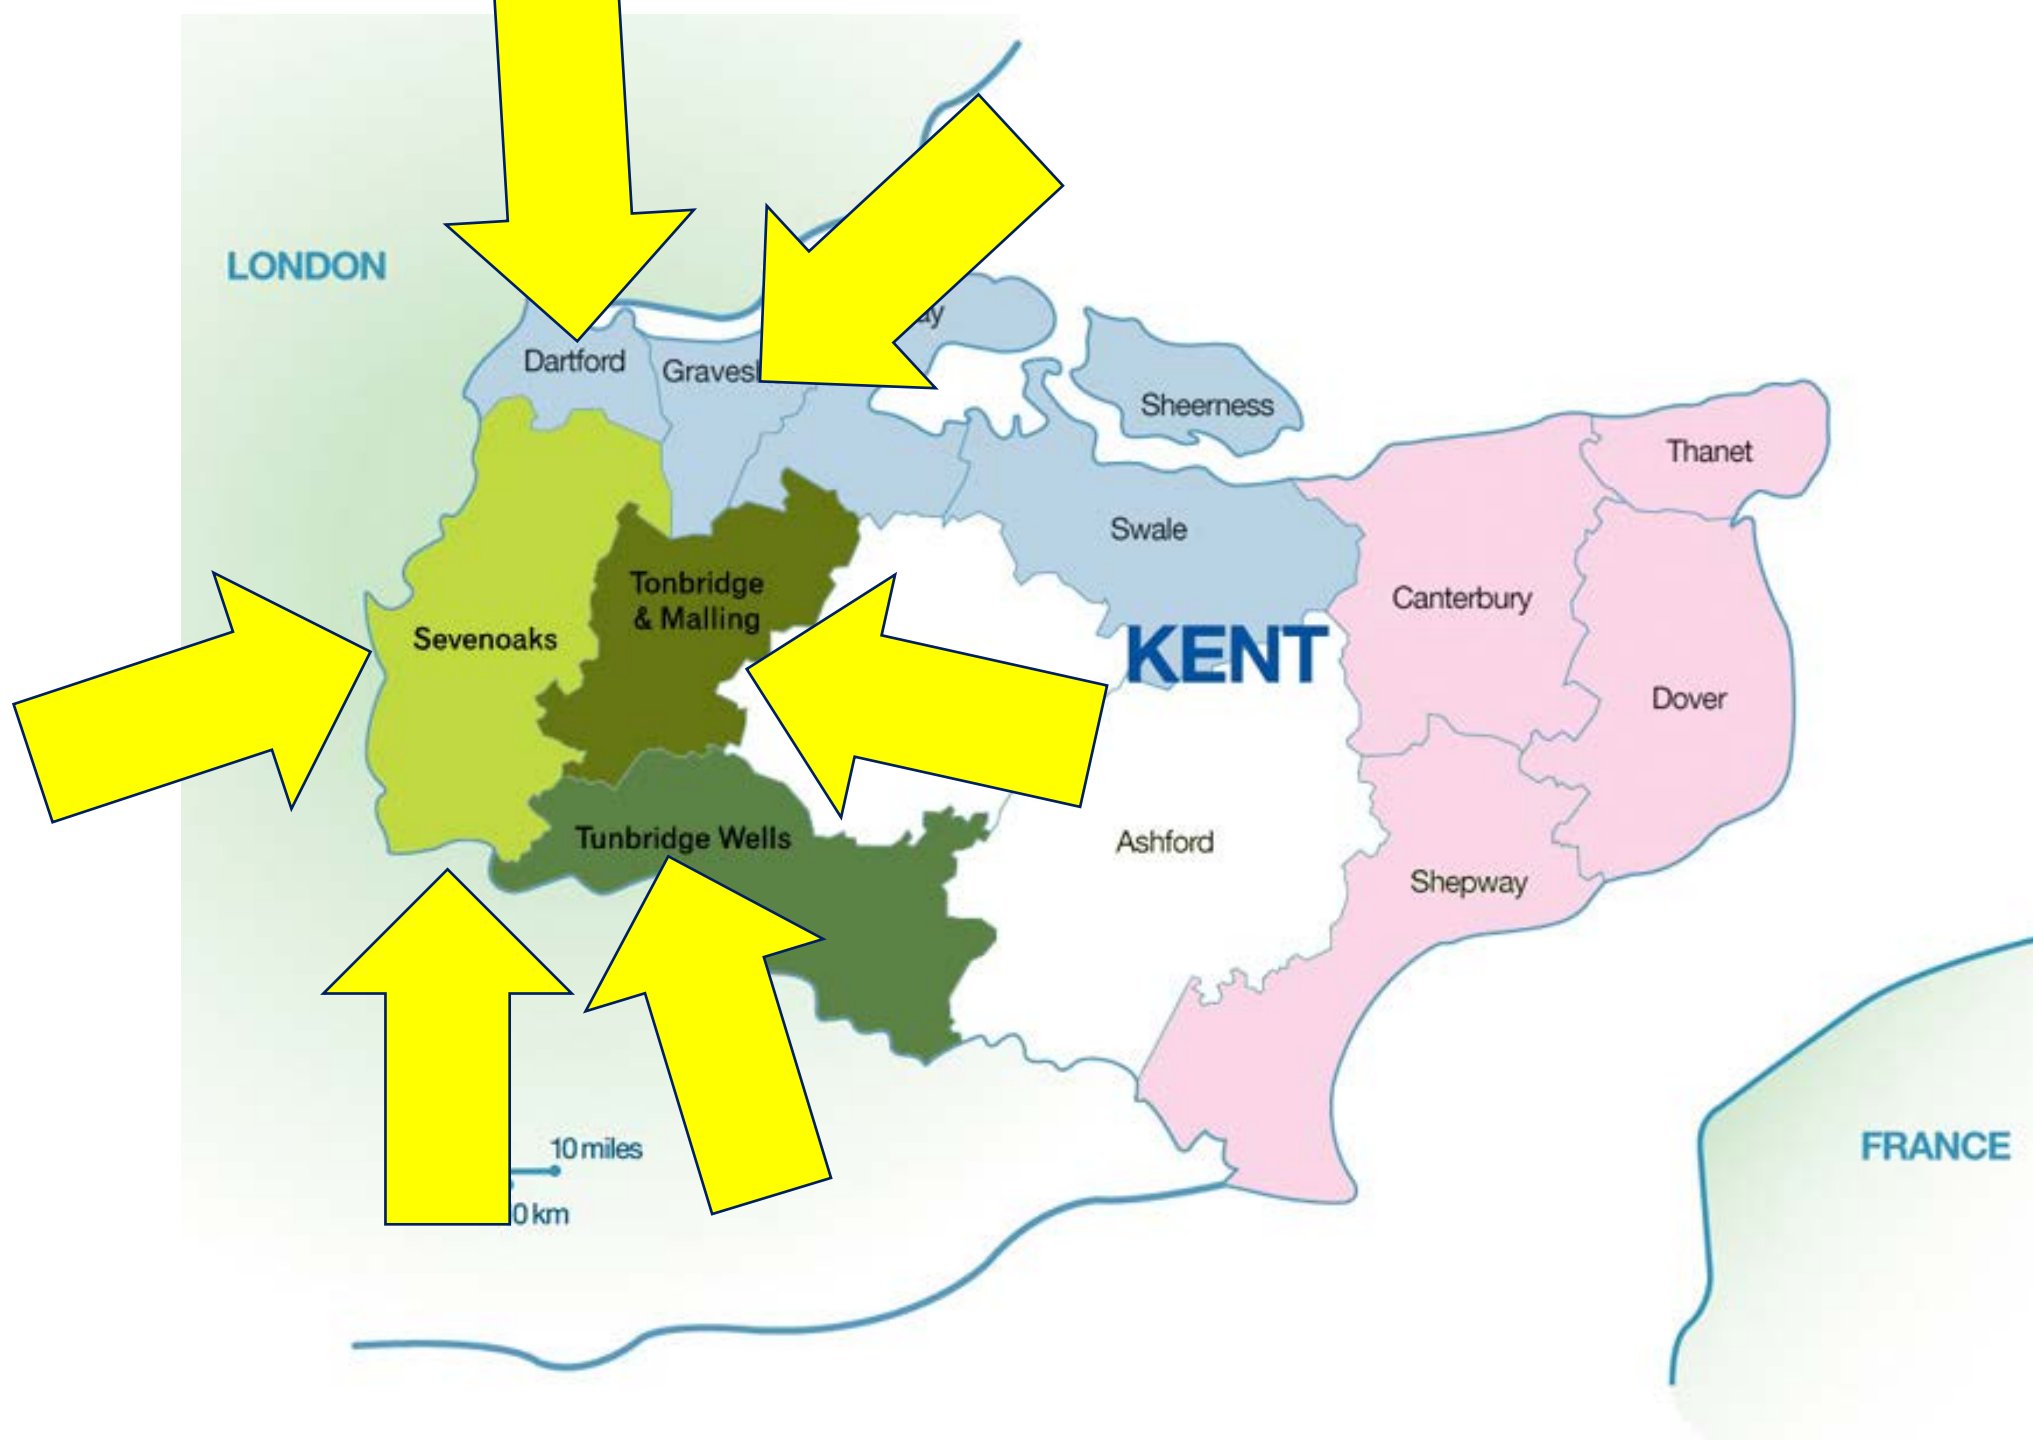 LONDON
Dartford
Graves
ay
Sheerness
Thanet
Swale
Tonbridge
& Malling
Canterbury
Sevenoaks
KENT
Dover
Tunbridge Wells
Ashford
Shepway
10 miles
0 km
FRANCE